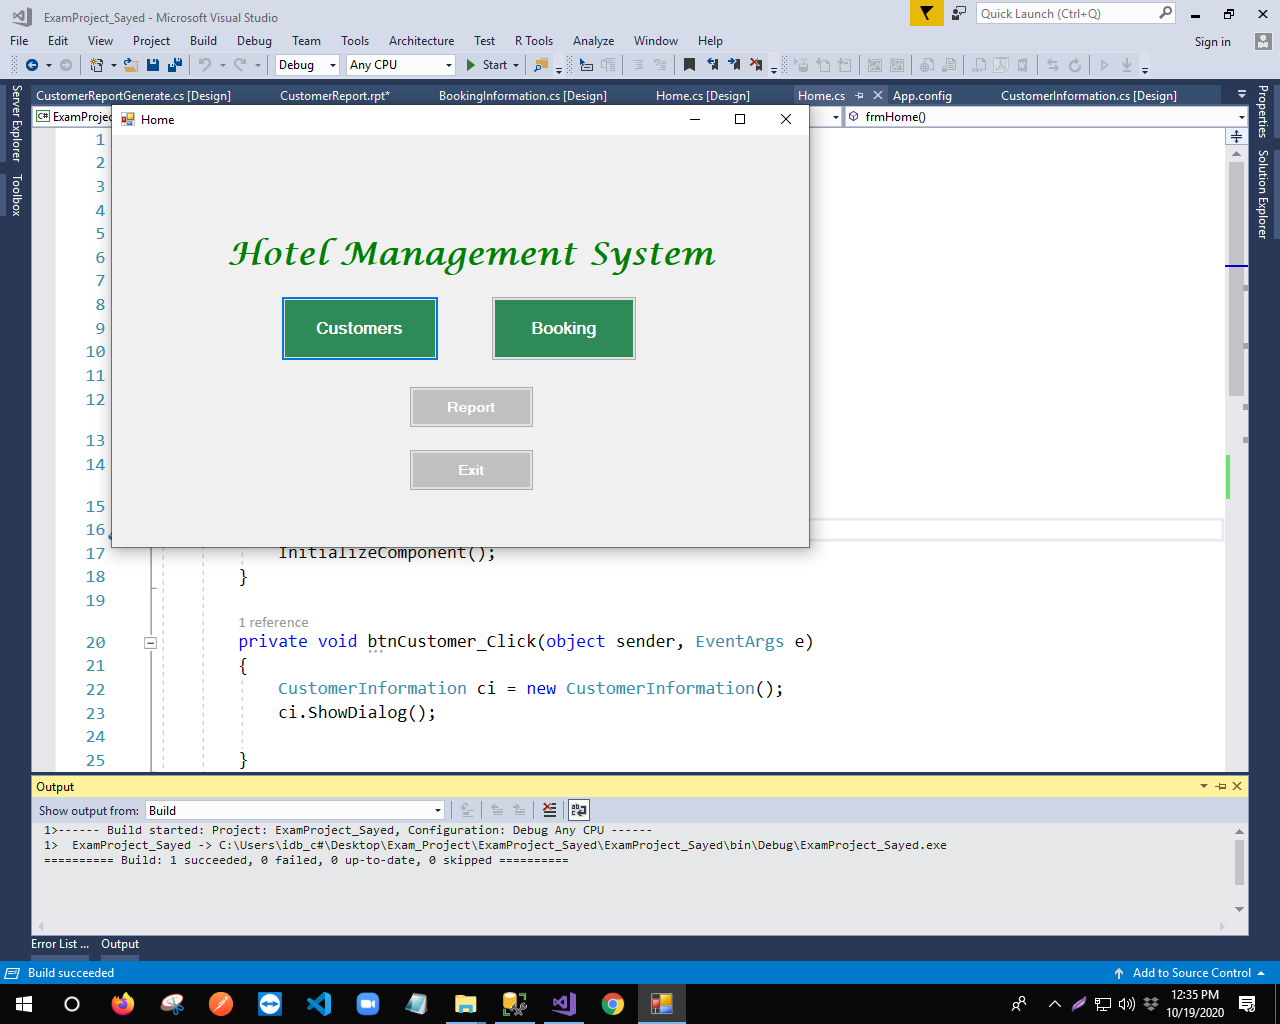 ExamProject_Sayed - Microsoft Visual Studio
Quick Launch (Ctrl+Q)
File Edit View Project Build Debug Team Tools Architecture Test R Tools Analyze Window Help
Sign in
Debug Any CPU Start
CustomerReportGenerate.cs [Design] CustomerReport.rpt* BookingInformation.cs [Design] Home.cs [Design] Home.cs App.config CustomerInformation.cs [Design]
Server Explorer
Toolbox
Properties
Solution Explorer
C# ExamProjec
frmHome()
Home
Hotel Management System
Customers Booking
Report
Exit
1
2
3
4
5
6
7
8
9
10
11
12
13
14
15
16
17 InitializeComponent();
18 }
19
1 reference
20 private void btnCustomer_Click(object sender, EventArgs e)
21 {
22 CustomerInformation ci = new CustomerInformation();
23 ci.ShowDialog();
24
25 }
Output
Show output from: Build
1>------ Build started: Project: ExamProject_Sayed, Configuration: Debug Any CPU ------
1>  ExamProject_Sayed -> C:\Users\idb_c#\Desktop\Exam_Project\ExamProject_Sayed\ExamProject_Sayed\bin\Debug\ExamProject_Sayed.exe
========== Build: 1 succeeded, 0 failed, 0 up-to-date, 0 skipped ==========
Error List ... Output
Build succeeded
Add to Source Control
12:35 PM
10/19/2020